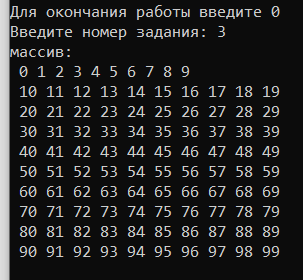 Для окончания работы введите 0
Введите номер задания: 3
массив:
0 1 2 3 4 5 6 7 8 9
10 11 12 13 14 15 16 17 18 19
20 21 22 23 24 25 26 27 28 29
30 31 32 33 34 35 36 37 38 39
40 41 42 43 44 45 46 47 48 49
50 51 52 53 54 55 56 57 58 59
60 61 62 63 64 65 66 67 68 69
70 71 72 73 74 75 76 77 78 79
80 81 82 83 84 85 86 87 88 89
90 91 92 93 94 95 96 97 98 99